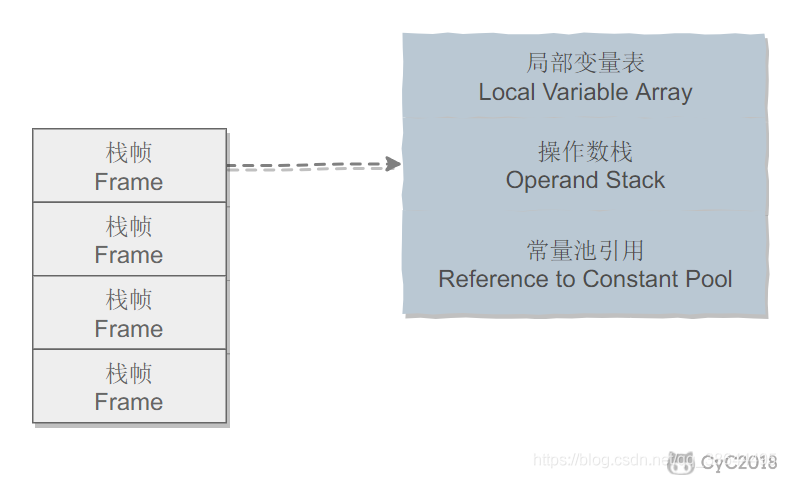 栈帧
Frame
栈帧
Frame
栈帧
Frame
栈帧
Frame
局部变量表
Local Variable Array
操作数栈
Operand Stack
常量池引用
Reference to Constant Pool
https://blog.csdn.net/
CyC2018